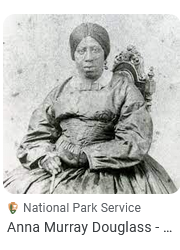 National Park Service
Anna Murray Douglass - ...